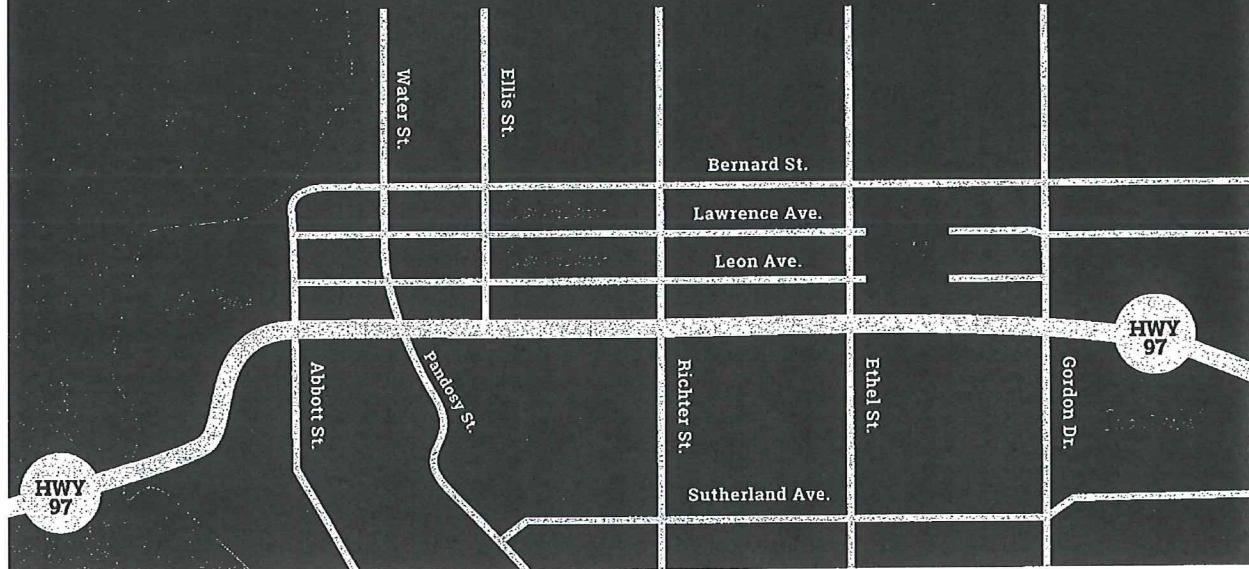 Water St.
Ellis St.
Bernard St.
Lawrence Ave.
Leon Ave.
HWY
97
Abbott St.
Pandosy St.
Richter St.
Ethel St.
Gordon Dr.
HWY
97
Sutherland Ave.